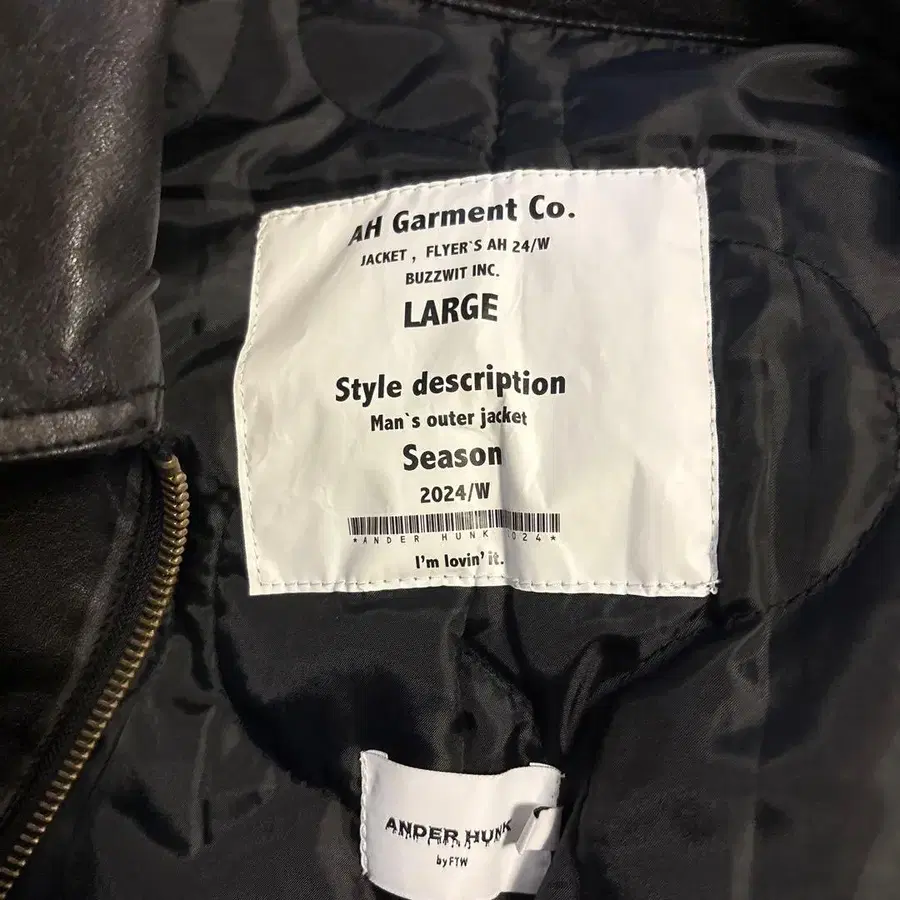 AH Garment Co.
JACKET , FLYER`S AH 24/W
BUZZWIT INC.
LARGE
Style description
Man`s outer jacket
Season
2024/W
*ANDER HUNK 024*
I'm lovin' it.
ANDER HUNK
by FTW